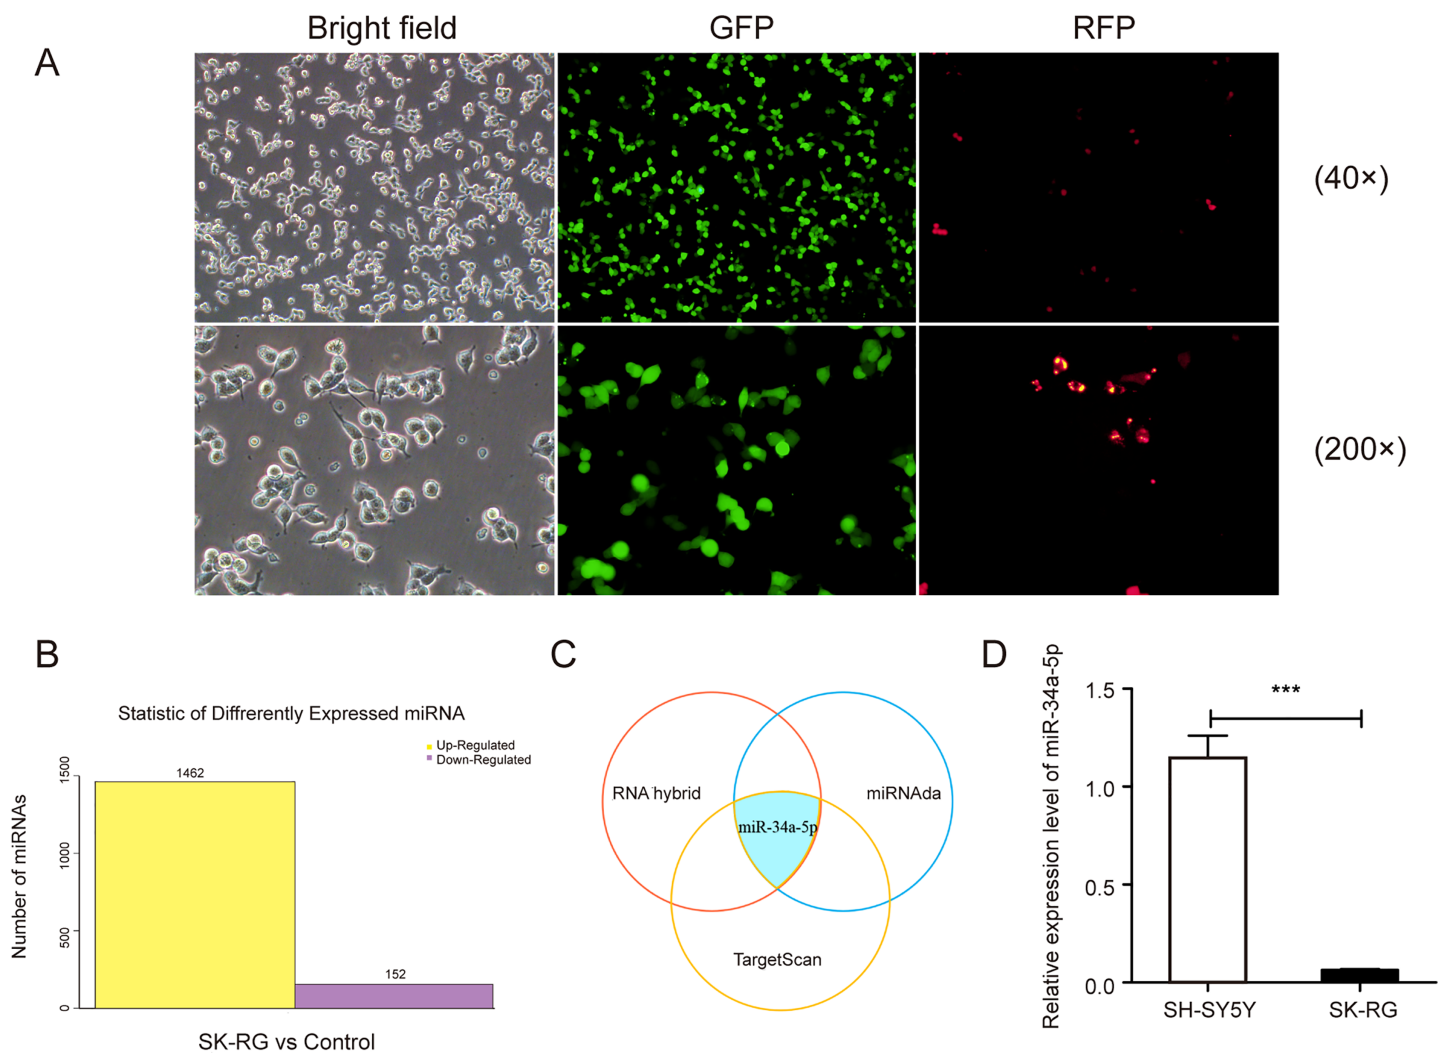 Bright field
GFP
RFP
A
(40×)
(200×)
B
Statistic of Diffrerently Expressed miRNA
Up-Regulated
Down-Regulated
Number of miRNAs
1500
1000
500
0
1462
152
SK-RG vs Control
C
RNA hybrid
miRNAda
miR-34a-5p
TargetScan
D
Relative expression level of miR-34a-5p
1.5
1.0
0.5
0.0
***
SH-SY5Y
SK-RG